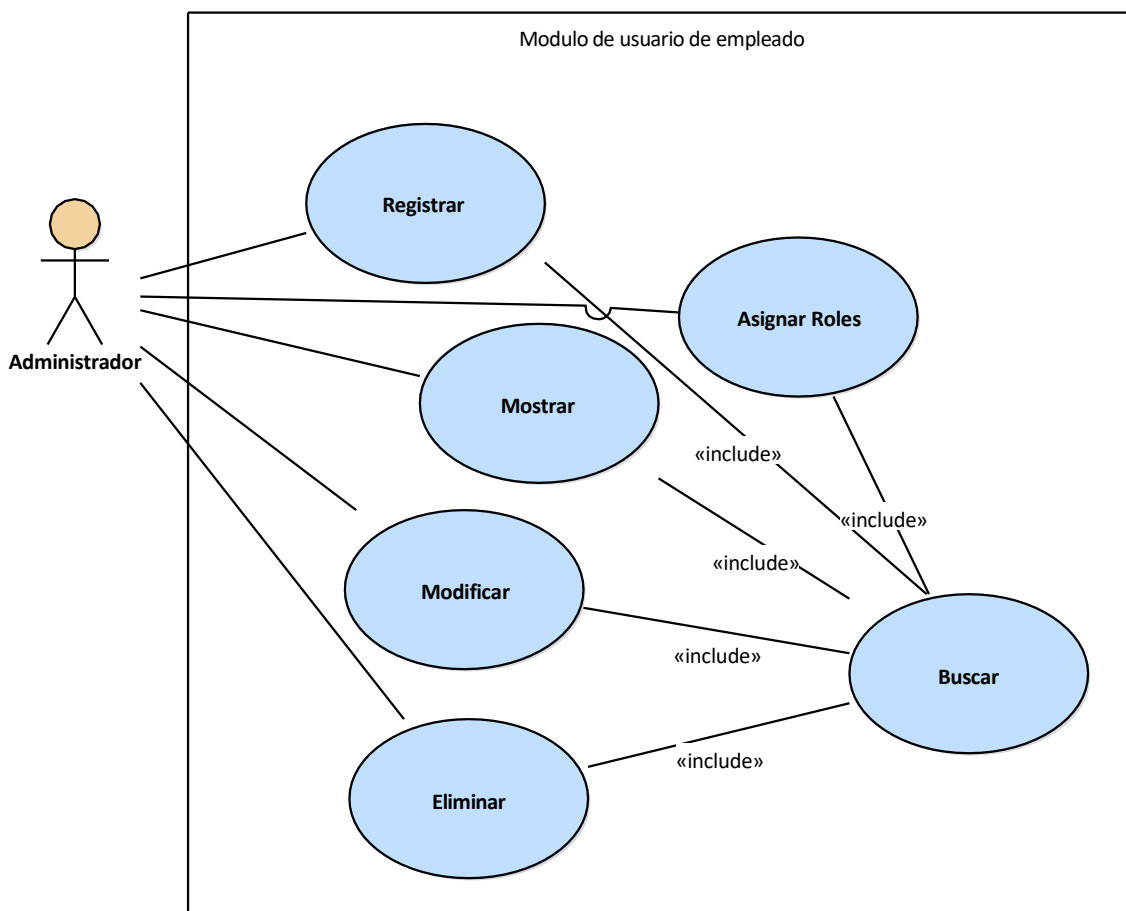 Modulo de usuario de empleado
Registrar
Asignar Roles
Administrador
Mostrar
«include»
«include»
«include»
Modificar
«include»
Buscar
«include»
Eliminar